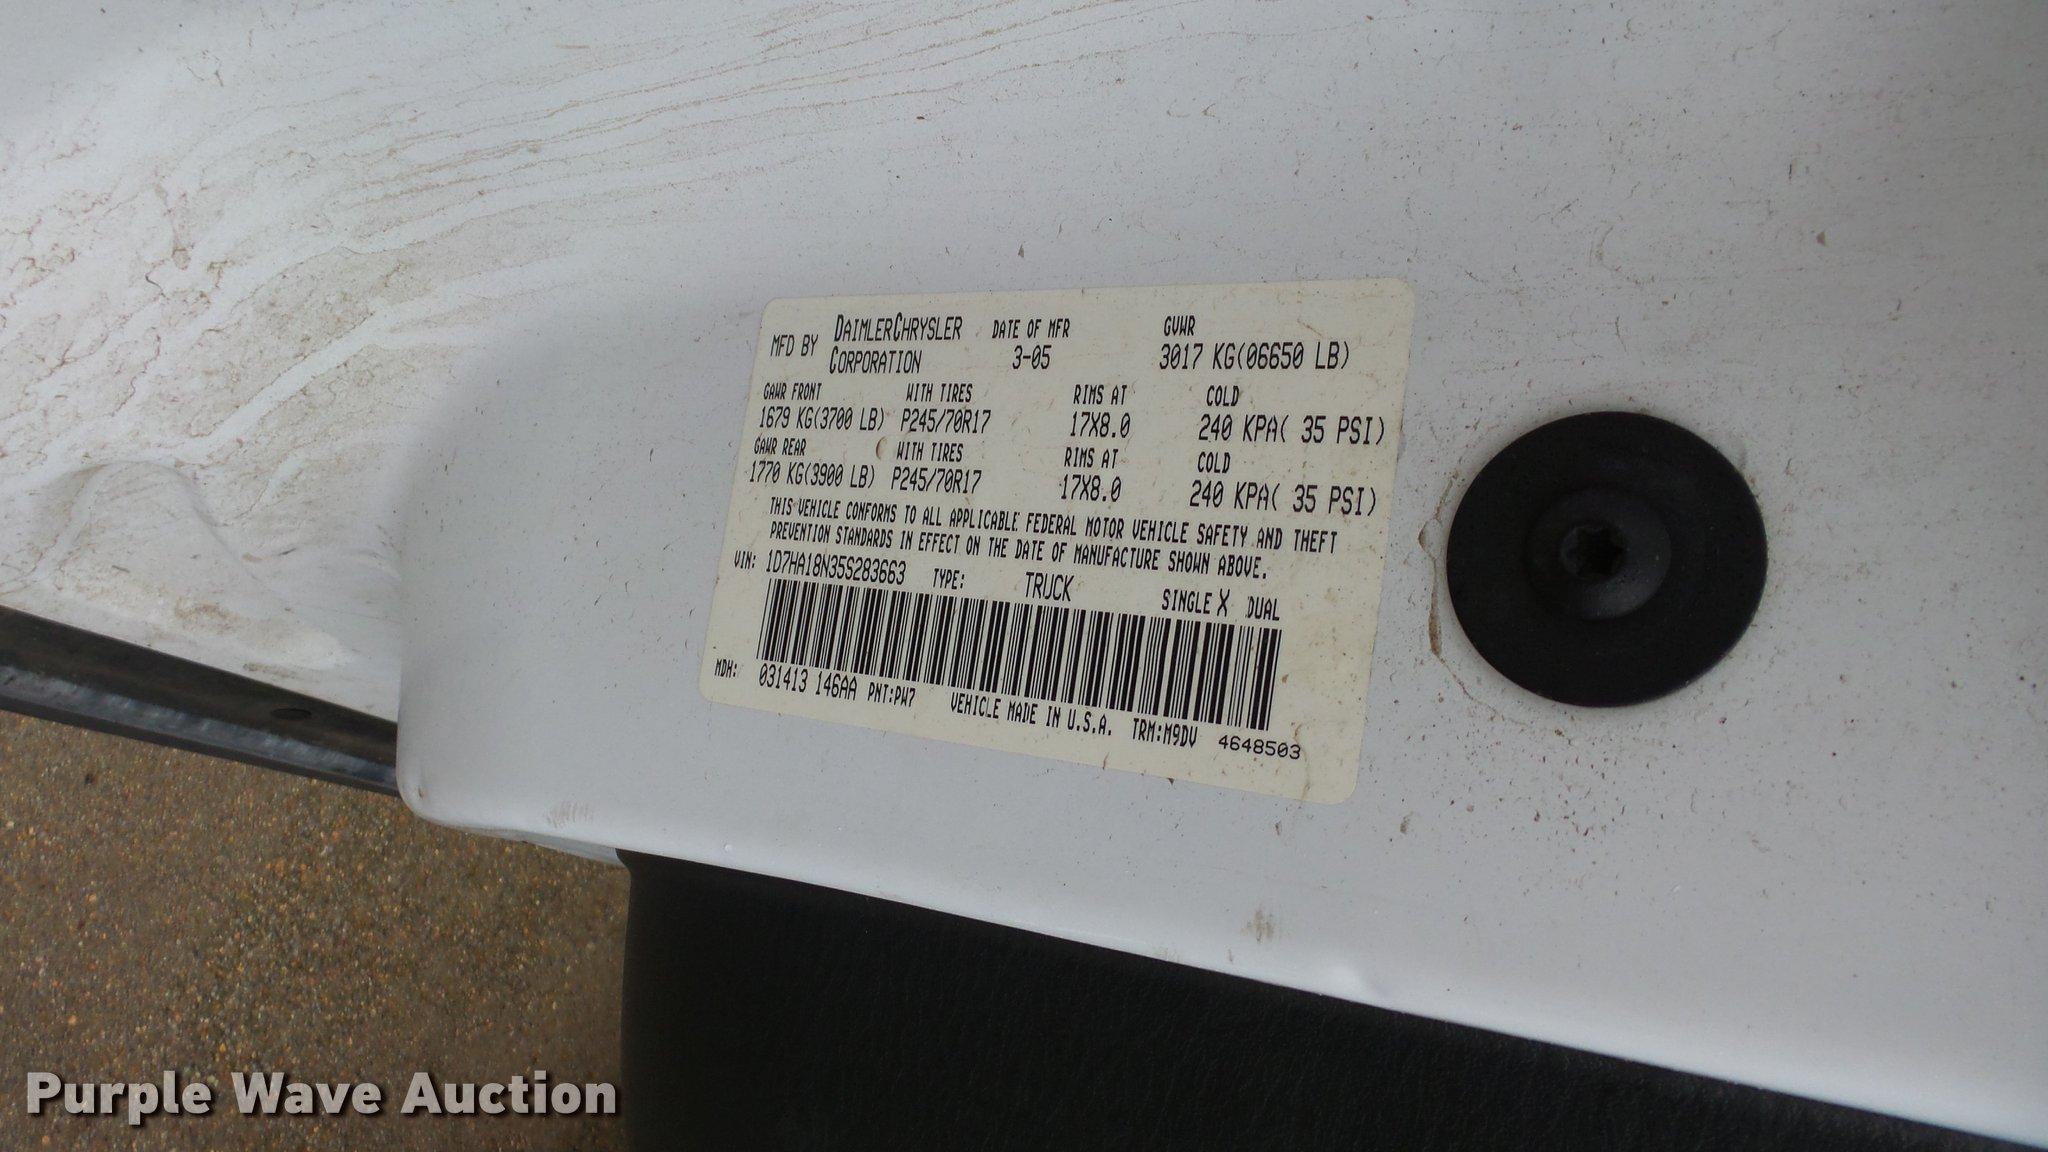 MFD BY DAIMLERCHRYSLER CORPORATION
DATE OF MFR 3-05
GVWR 3017 KG(06650 LB)
GAWR FRONT WITH TIRES RIMS AT COLD
1679 KG(3700 LB) P245/70R17 17X8.0 240 KPA( 35 PSI)
GAWR REAR WITH TIRES RIMS AT COLD
1770 KG(3900 LB) P245/70R17 17X8.0 240 KPA( 35 PSI)
THIS VEHICLE CONFORMS TO ALL APPLICABLE FEDERAL MOTOR VEHICLE SAFETY AND THEFT
PREVENTION STANDARDS IN EFFECT ON THE DATE OF MANUFACTURE SHOWN ABOVE.
VIN: 1D7HA18N35S283663 TYPE: TRUCK SINGLE X DUAL
MDH: 031413 146AA PNT:PW7 VEHICLE MADE IN U.S.A. TRM:M9DV 4648503
Purple Wave Auction